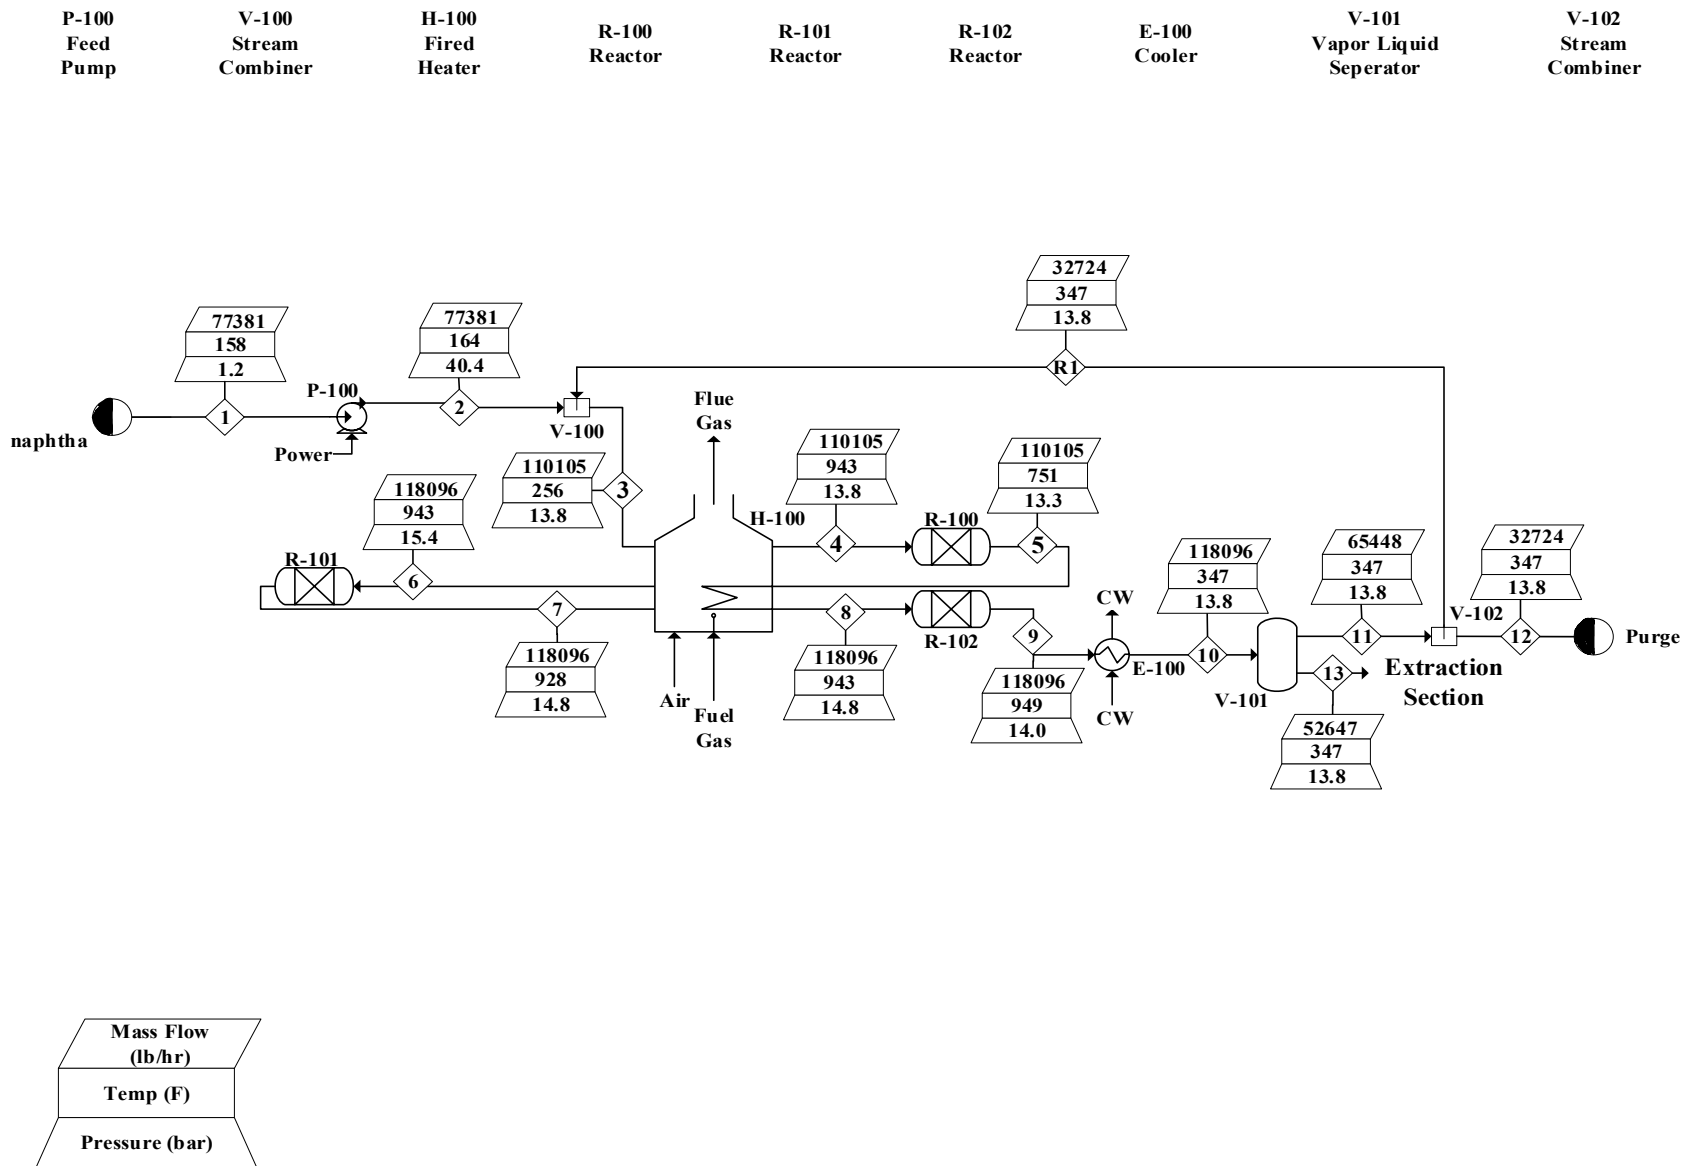 P-100
Feed
Pump
V-100
Stream
Combiner
H-100
Fired
Heater
R-100
Reactor
R-101
Reactor
R-102
Reactor
E-100
Cooler
V-101
Vapor Liquid
Seperator
V-102
Stream
Combiner
32724
347
13.8
R1
77381
158
1.2
1
77381
164
40.4
2
P-100
naphtha
Power
V-100
Flue
Gas
110105
256
13.8
3
118096
943
15.4
6
R-101
H-100
110105
943
13.8
4
R-100
110105
751
13.3
5
7
118096
928
14.8
8
118096
943
14.8
R-102
9
118096
949
14.0
Air
Fuel
Gas
CW
CW
E-100
118096
347
13.8
10
V-101
65448
347
13.8
11
V-102
32724
347
13.8
12
Purge
13
Extraction
Section
52647
347
13.8
Mass Flow
(lb/hr)
Temp (F)
Pressure (bar)